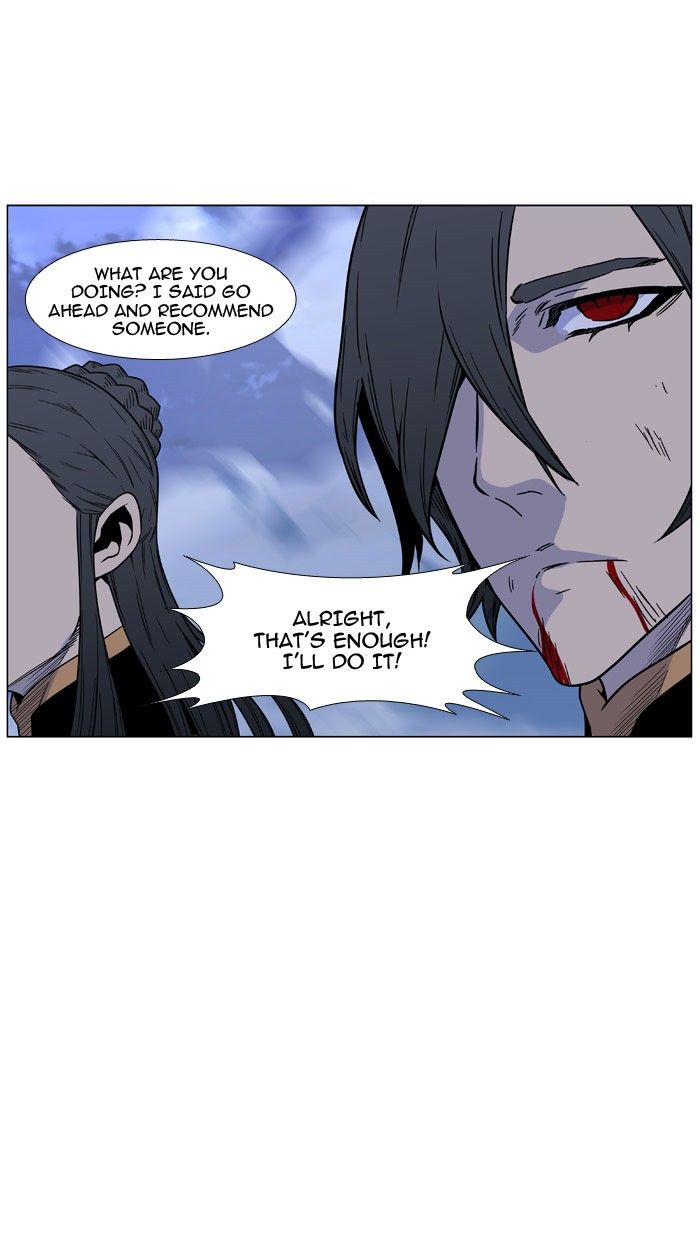 WHAT ARE YOU
DOING? I SAID GO
AHEAD AND RECOMMEND
SOMEONE.
ALRIGHT,
THAT'S ENOUGH!
I'LL DO IT!